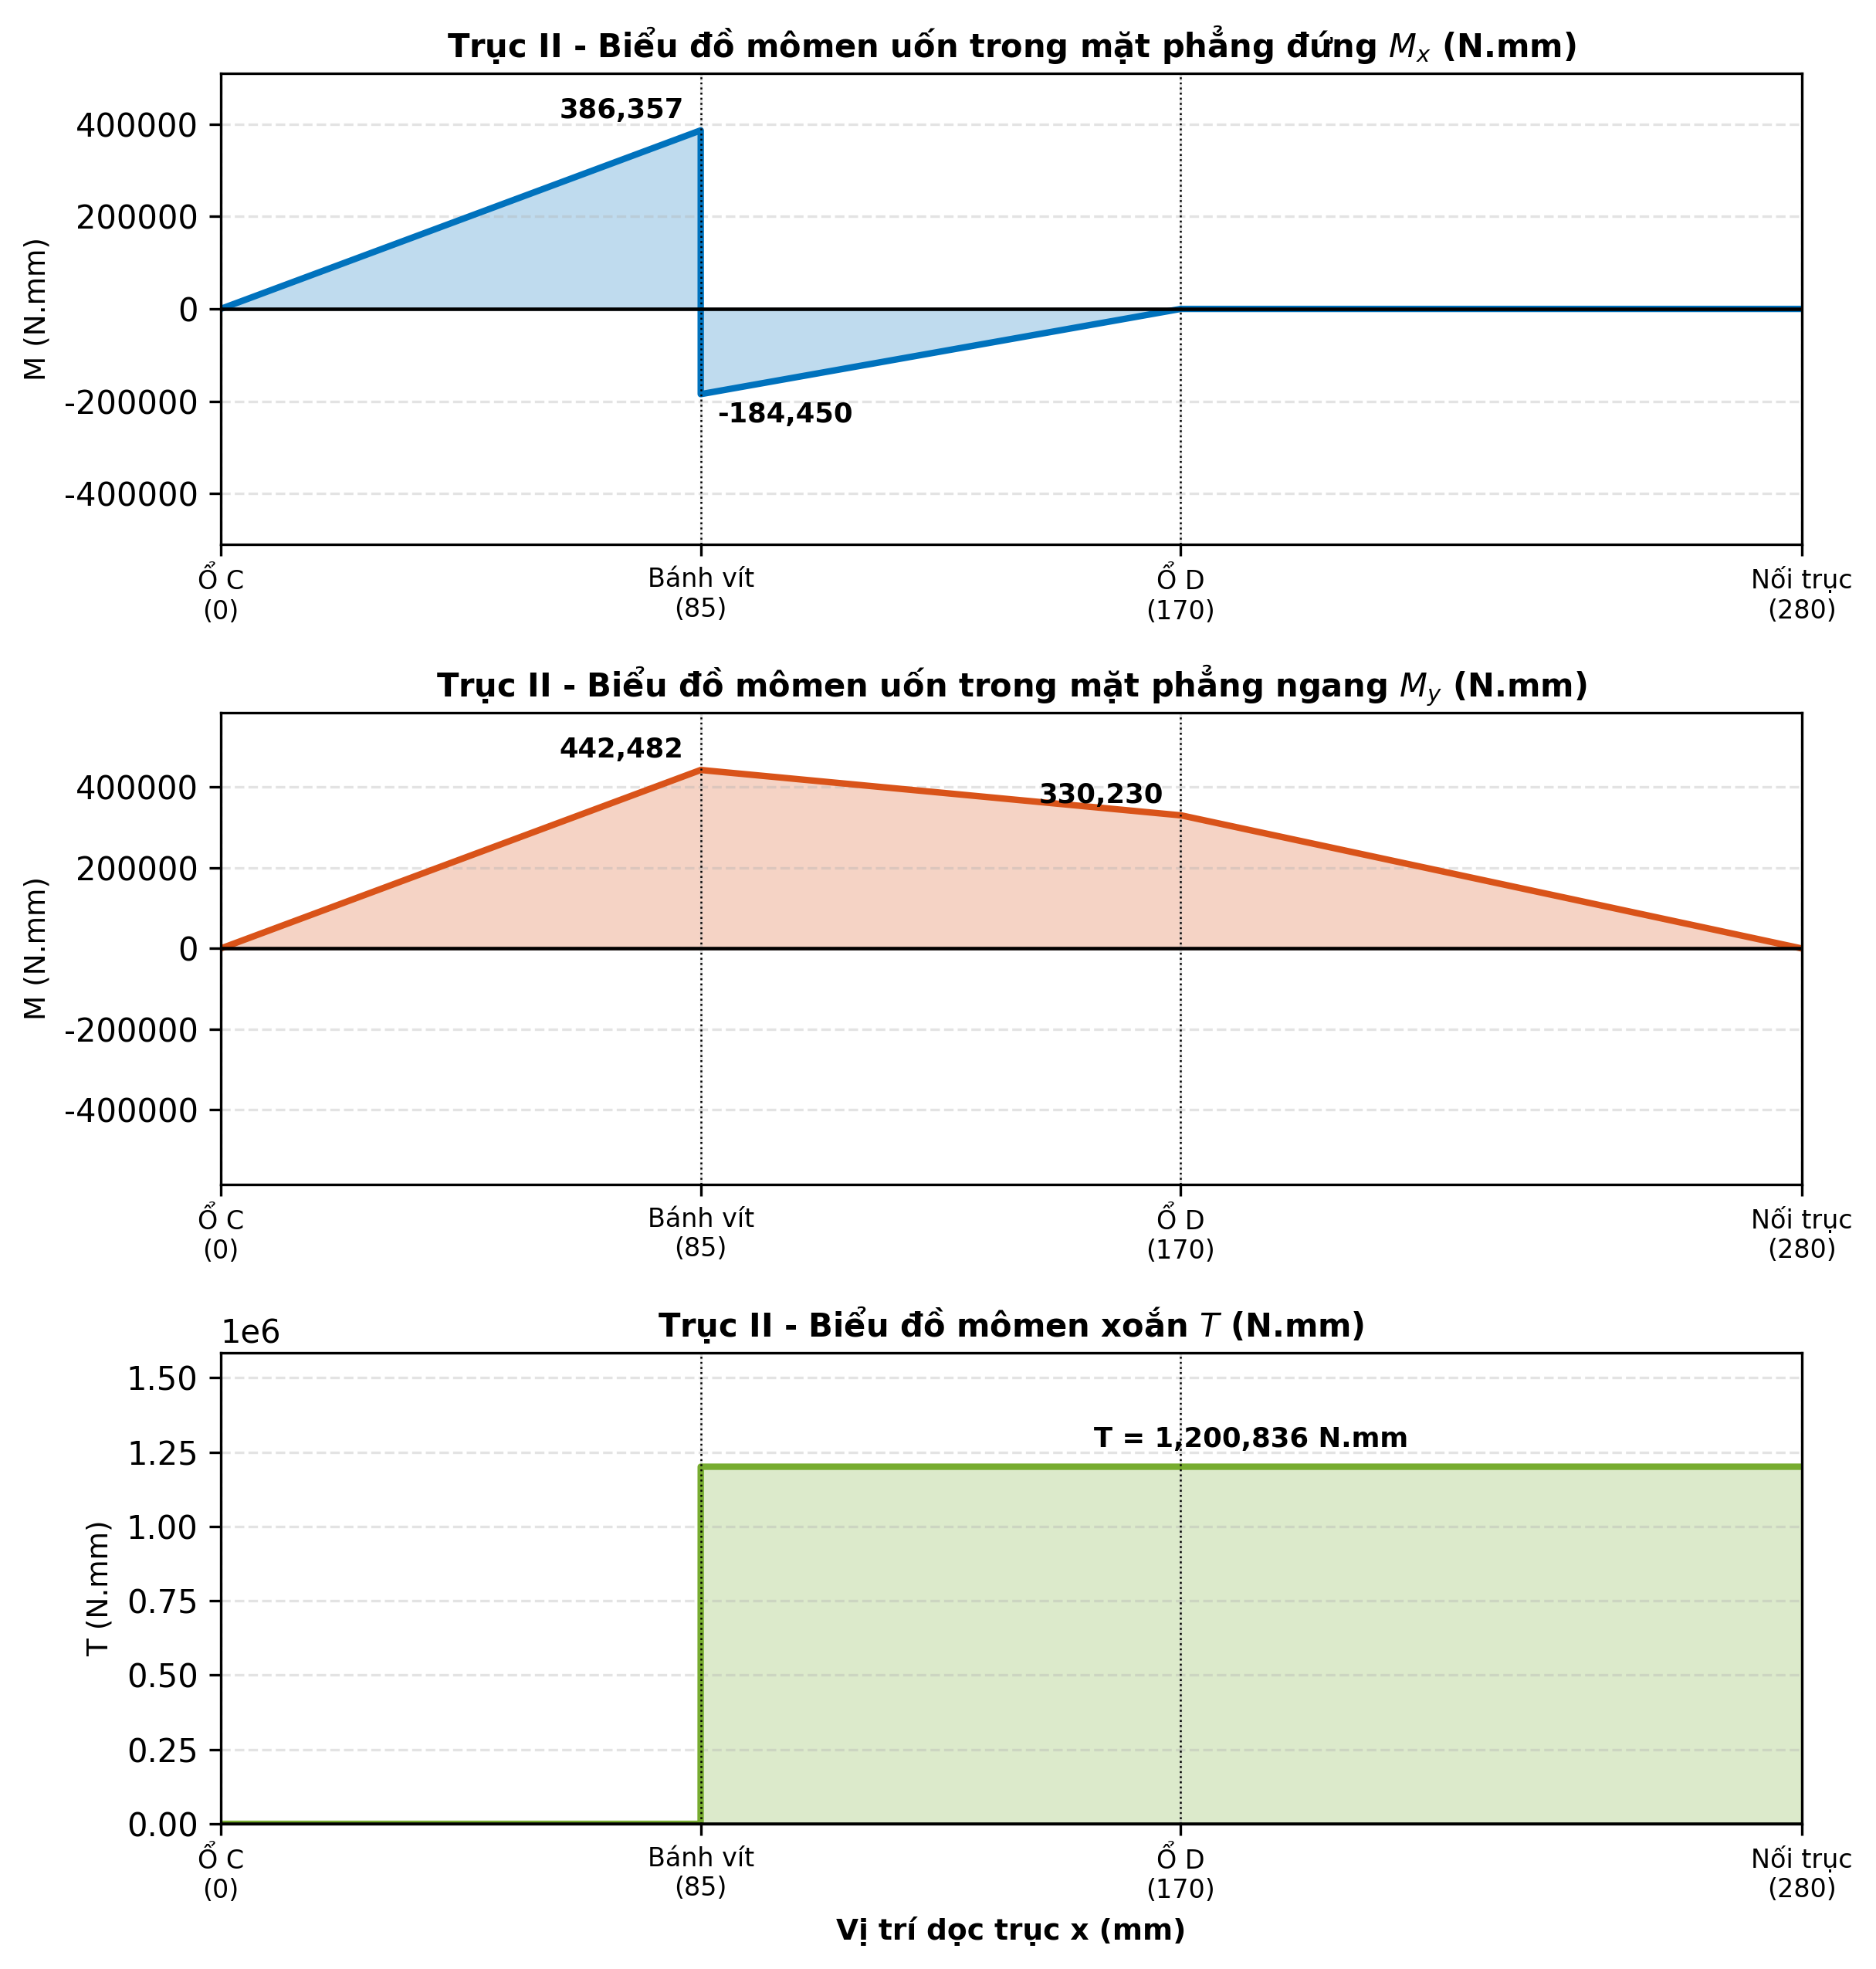 Trục II - Biểu đồ mômen uốn trong mặt phẳng đứng Mₓ (N.mm)
386,357
400000
200000
0
-200000
-400000
M (N.mm)
-184,450
Ổ C
(0)
Bánh vít
(85)
Ổ D
(170)
Nối trục
(280)
Trục II - Biểu đồ mômen uốn trong mặt phẳng ngang M_y (N.mm)
442,482
330,230
400000
200000
0
-200000
-400000
M (N.mm)
Ổ C
(0)
Bánh vít
(85)
Ổ D
(170)
Nối trục
(280)
Trục II - Biểu đồ mômen xoắn T (N.mm)
1e6
1.50
1.25
1.00
0.75
0.50
0.25
0.00
T (N.mm)
T = 1,200,836 N.mm
Ổ C
(0)
Bánh vít
(85)
Ổ D
(170)
Nối trục
(280)
Vị trí dọc trục x (mm)